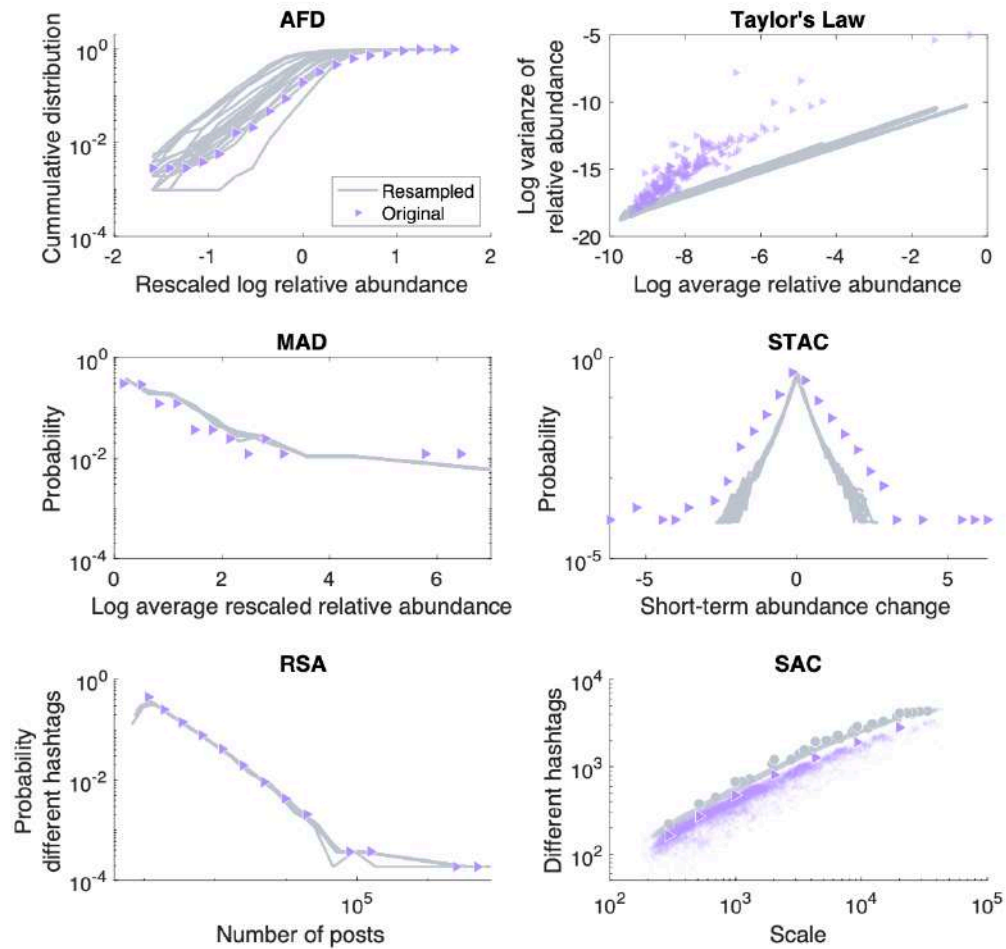 AFD
Cummulative distribution
10^0
10^-2
10^-4
-2
-1
0
1
2
Rescaled log relative abundance
Resampled
Original
Taylor's Law
Log varianze of
relative abundance
-5
-10
-15
-20
-10
-8
-6
-4
-2
0
Log average relative abundance
MAD
Probability
10^0
10^-2
10^-4
0
2
4
6
Log average rescaled relative abundance
STAC
Probability
10^0
10^-5
-5
0
5
Short-term abundance change
RSA
Probability
different hashtags
10^0
10^-2
10^-4
10^5
Number of posts
SAC
Different hashtags
10^4
10^3
10^2
10^2
10^3
10^4
10^5
Scale